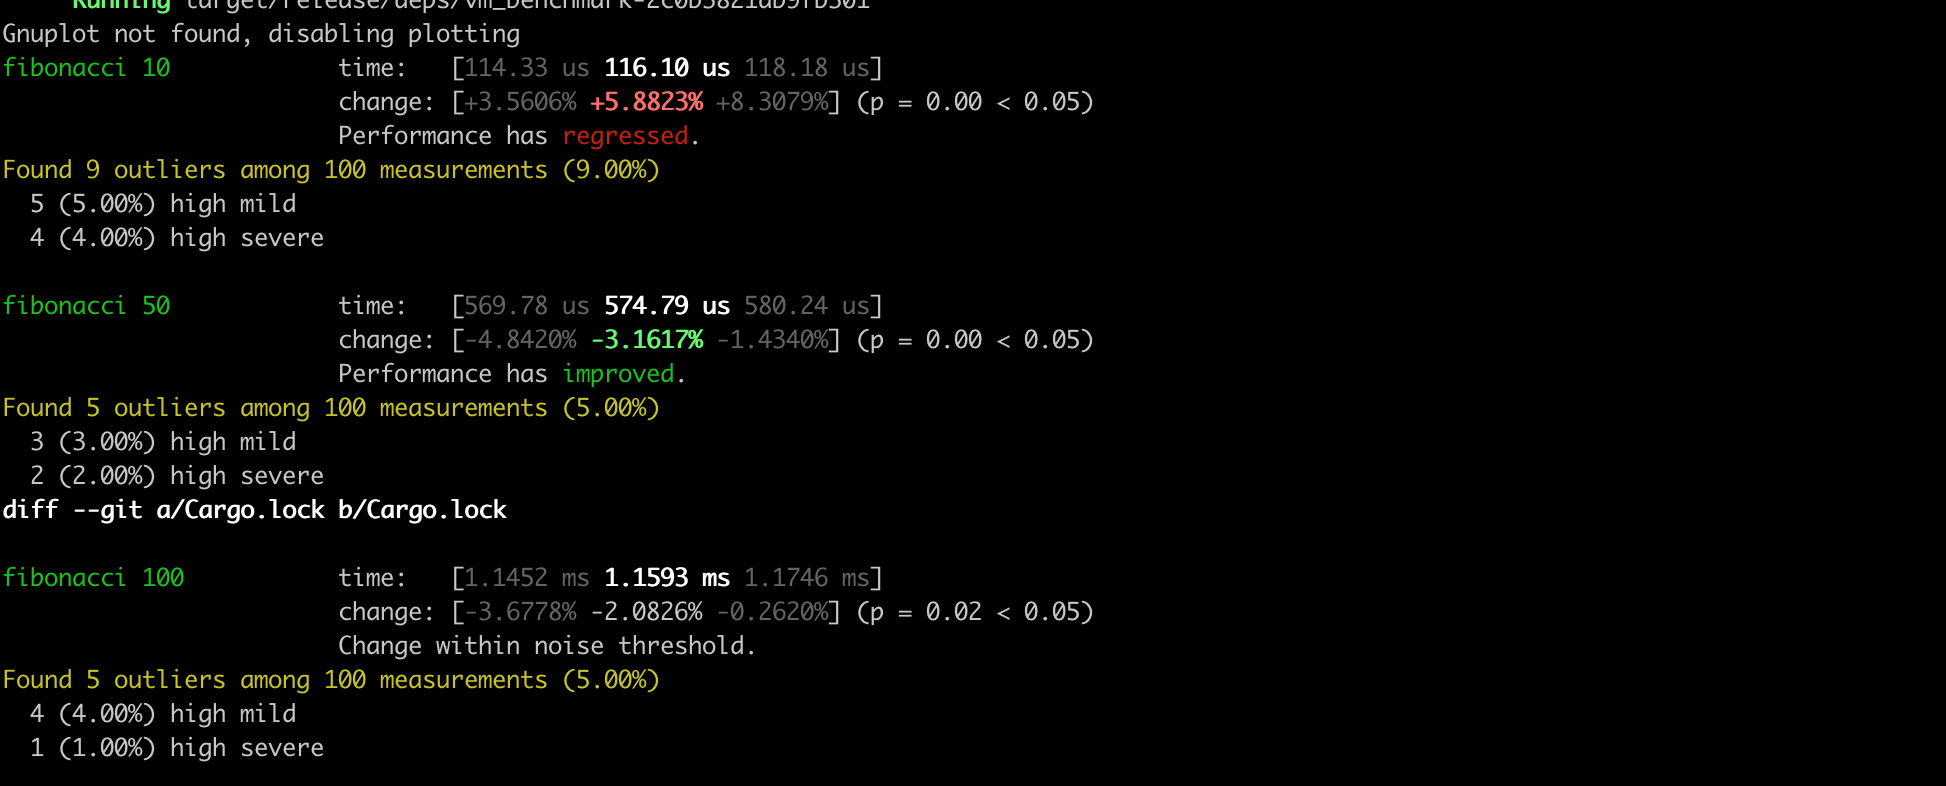 Running target/release/deps/
Gnuplot not found, disabling plotting
fibonacci 10 time: [114.33 us 116.10 us 118.18 us]
change: [+3.5606% +5.8823% +8.3079%] (p = 0.00 < 0.05)
Performance has regressed.
Found 9 outliers among 100 measurements (9.00%)
5 (5.00%) high mild
4 (4.00%) high severe
fibonacci 50 time: [569.78 us 574.79 us 580.24 us]
change: [-4.8420% -3.1617% -1.4340%] (p = 0.00 < 0.05)
Performance has improved.
Found 5 outliers among 100 measurements (5.00%)
3 (3.00%) high mild
2 (2.00%) high severe
diff --git a/Cargo.lock b/Cargo.lock
fibonacci 100 time: [1.1452 ms 1.1593 ms 1.1746 ms]
change: [-3.6778% -2.0826% -0.2620%] (p = 0.02 < 0.05)
Change within noise threshold.
Found 5 outliers among 100 measurements (5.00%)
4 (4.00%) high mild
1 (1.00%) high severe